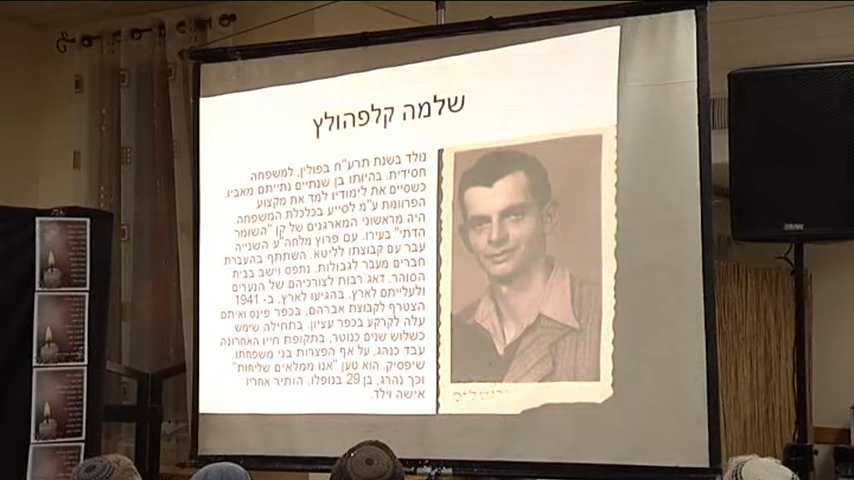 שלמה קלפהולץ
נולד בשנת תרע"ח בפולין, למשפחה
חסידית. בהיותו בן שנתיים נתייתם מאביו.
כשסיים את לימודיו למד את מקצוע
הפרוונות ע"מ לסייע בכלכלת המשפחה.
היה מראשוני המארגנים של קן "השומר
הדתי" בעירו. עם פרוץ מלחה"ע השנייה
עבר עם קבוצתו לליטא. השתתף בהעברת
חברים מעבר לגבולות. נתפס וישב בבית
הסוהר. דאג רבות לצורכיהם של הנערים
ולעלייתם לארץ. בהגיעו לארץ, ב- 1941
הצטרף לקבוצת אברהם, בכפר פינס ואיתם
עלה לקרקע בכפר עציון. בתחילה שימש
כשלוש שנים כנוטר, בתקופת חייו האחרונה
עבד כנהג, על אף הפצרות בני משפחתו
שיפסיק. הוא טען "אנו ממלאים שליחות"
וכך נהרג, בן 29 בנופלו. הותיר אחריו
אישה וילד.